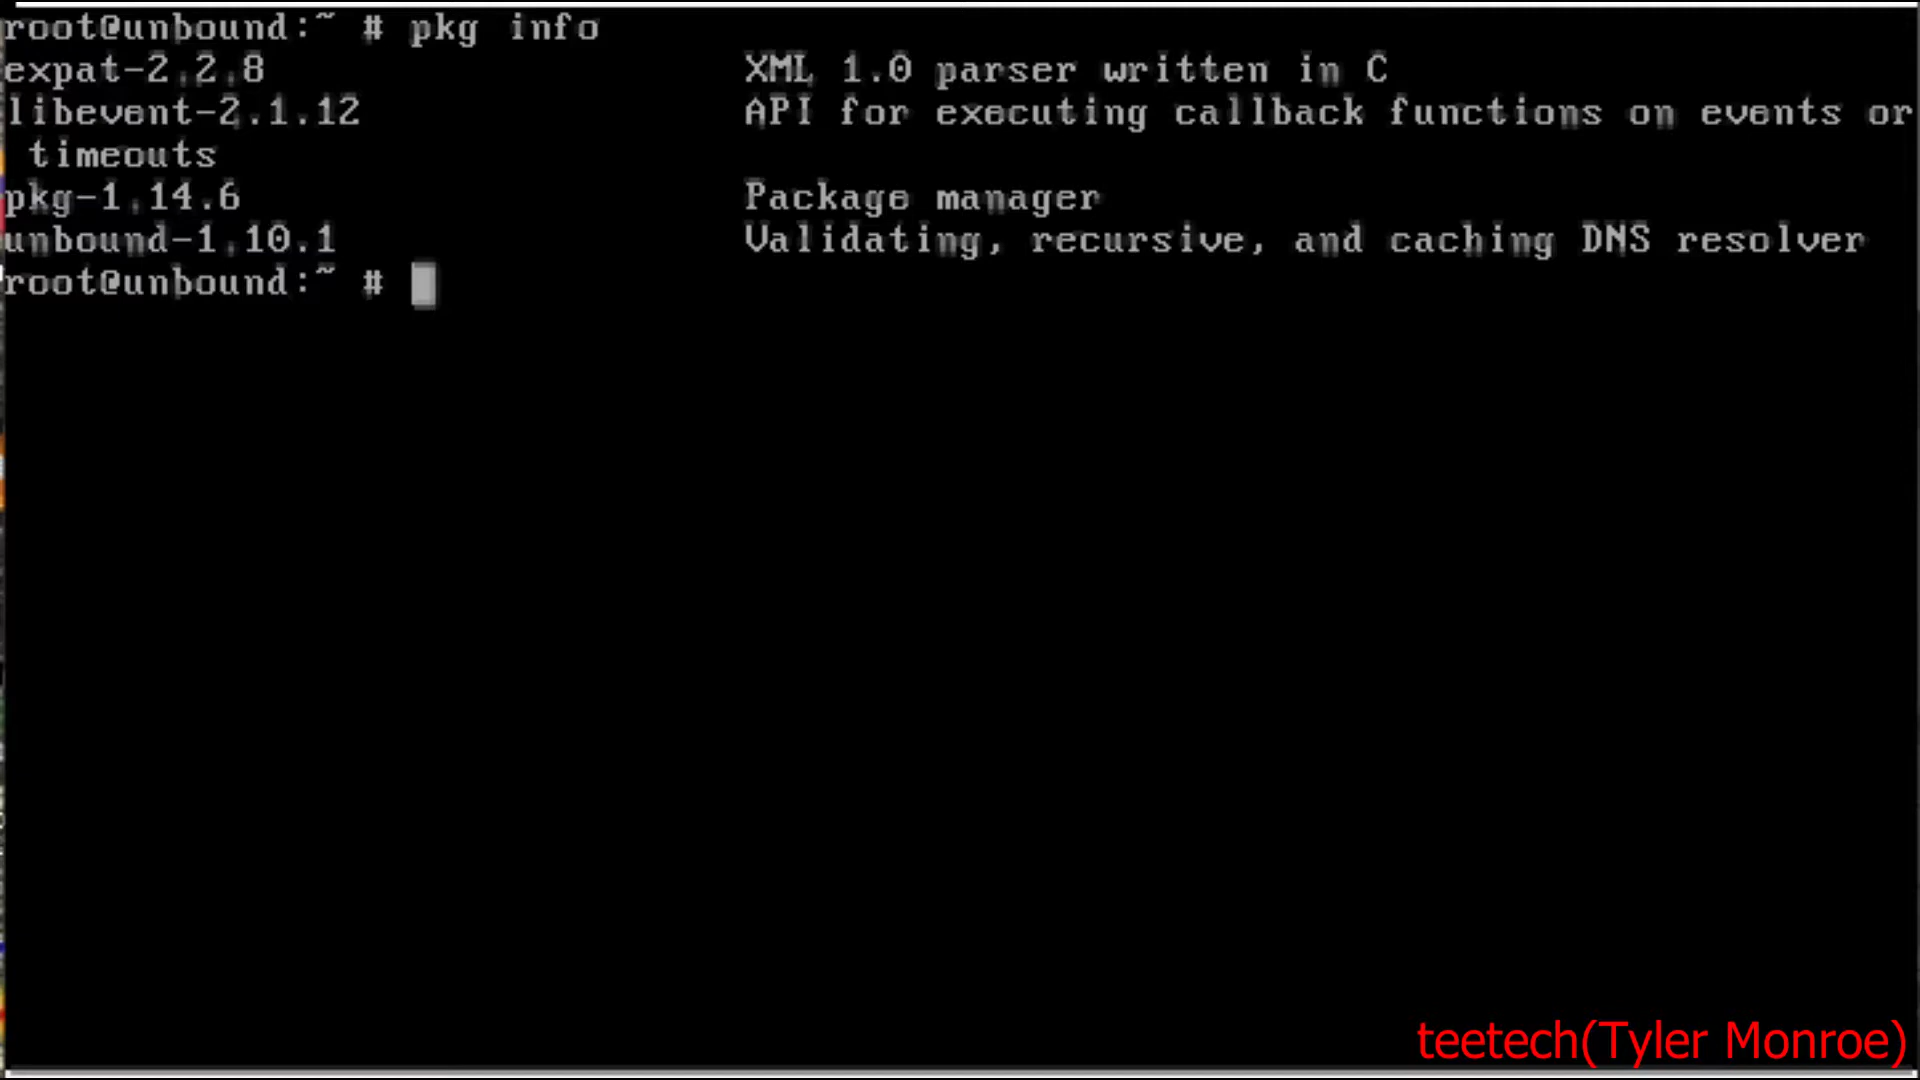 root@unbound:~ # pkg info
expat-2.2.8 XML 1.0 parser written in C
libevent-2.1.12 API for executing callback functions on events or
timeouts
pkg-1.14.6 Package manager
unbound-1.10.1 Validating, recursive, and caching DNS resolver
root@unbound:~ #
teetech(Tyler Monroe)